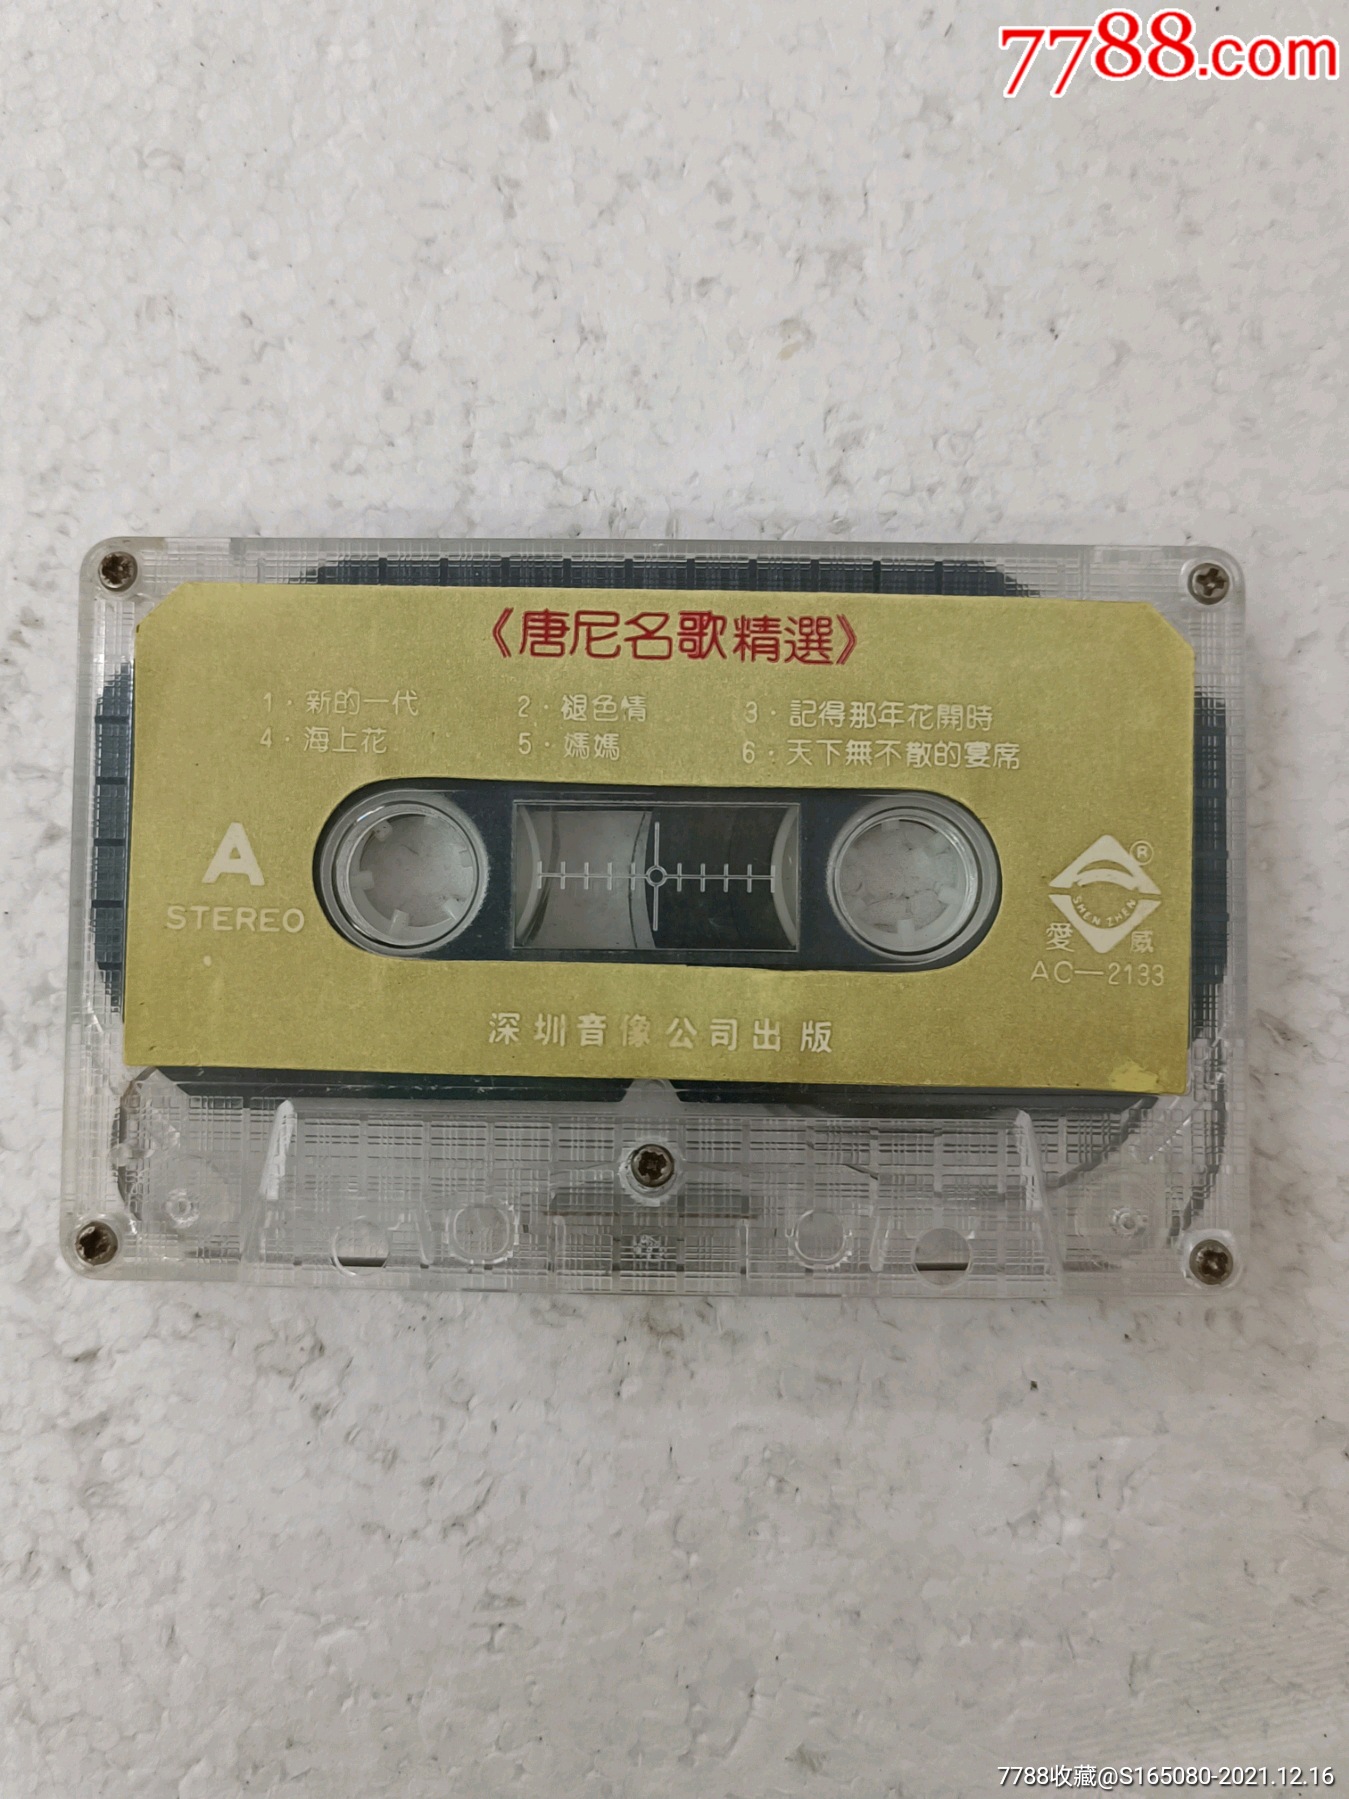 7788.com
《唐尼名歌精選》
1·新的一代 2·褪色情 3·記得那年花開時
4·海上花 5·媽媽 6·天下無不散的宴席
A
STEREO
®
SHEN ZHEN
愛威
AC—2133
深圳音像公司出版
7788收藏@S165080-2021.12.16